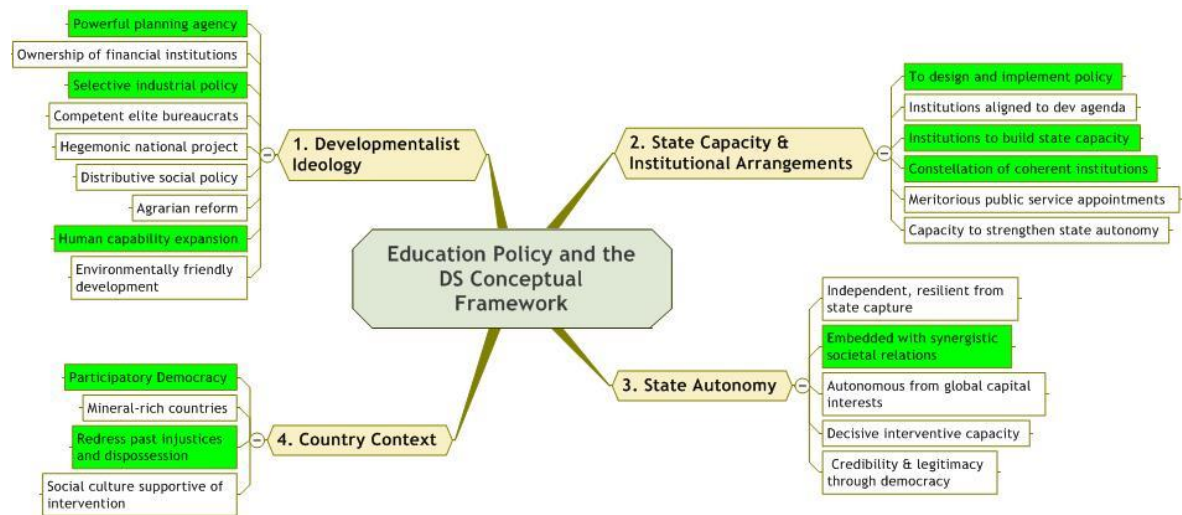 Education Policy and the
DS Conceptual
Framework
1. Developmentalist
Ideology
Powerful planning agency
Ownership of financial institutions
Selective industrial policy
Competent elite bureaucrats
Hegemonic national project
Distributive social policy
Agrarian reform
Human capability expansion
Environmentally friendly
development
2. State Capacity &
Institutional Arrangements
To design and implement policy
Institutions aligned to dev agenda
Institutions to build state capacity
Constellation of coherent institutions
Meritorious public service appointments
Capacity to strengthen state autonomy
3. State Autonomy
Independent, resilient from
state capture
Embedded with synergistic
societal relations
Autonomous from global capital
interests
Decisive interventive capacity
Credibility & legitimacy
through democracy
4. Country Context
Participatory Democracy
Mineral-rich countries
Redress past injustices
and dispossession
Social culture supportive of
intervention